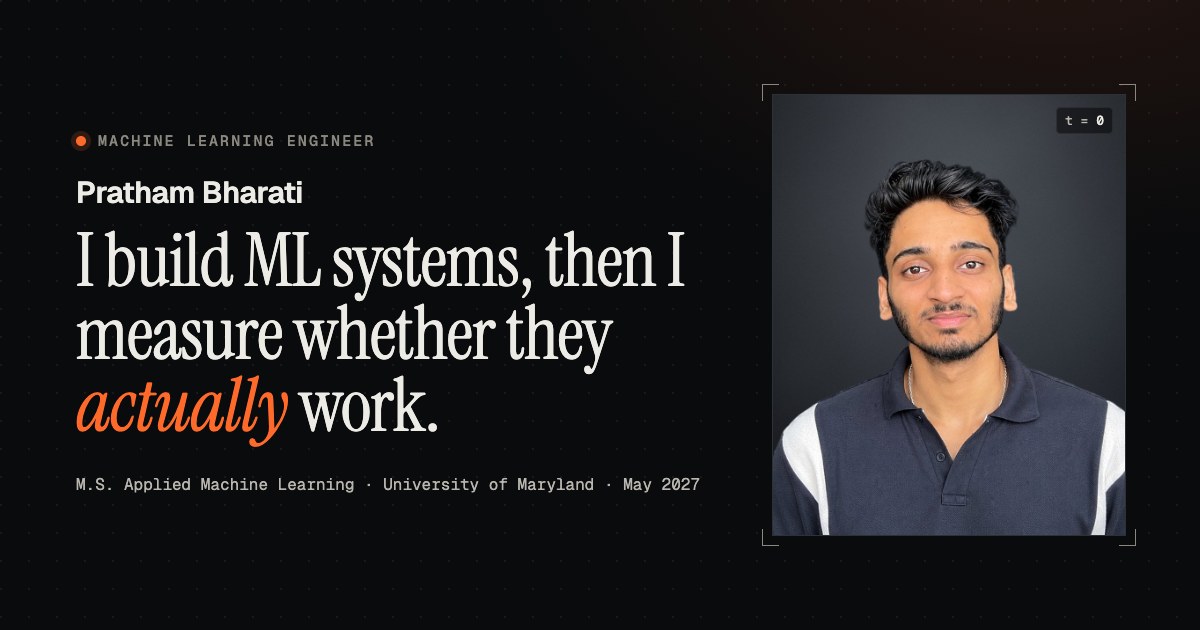 MACHINE LEARNING ENGINEER
Pratham Bharati
I build ML systems, then I
measure whether they
actually work.
M.S. Applied Machine Learning · University of Maryland · May 2027
t = 0